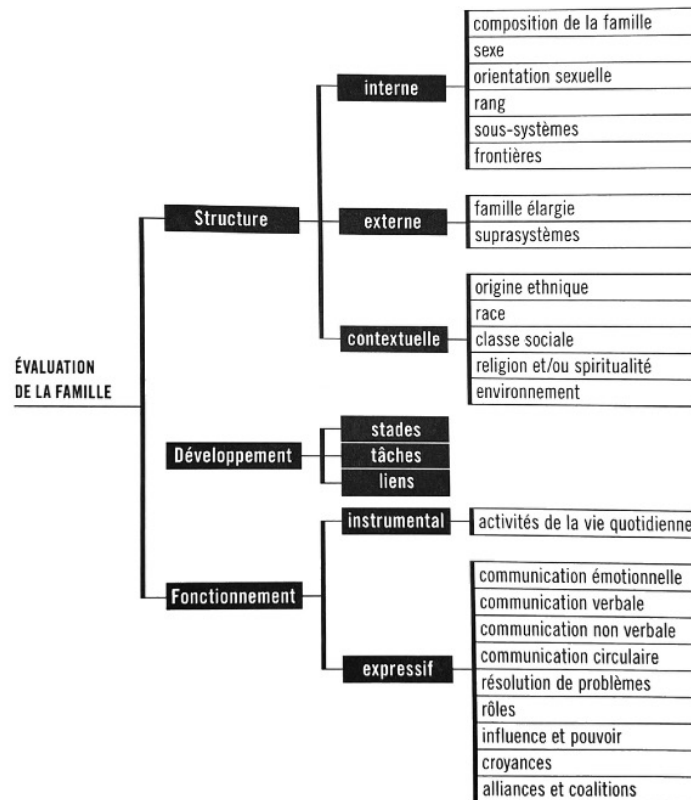 ÉVALUATION
DE LA FAMILLE
Structure
interne
composition de la famille
sexe
orientation sexuelle
rang
sous-systèmes
frontières
externe
famille élargie
suprasystèmes
contextuelle
origine ethnique
race
classe sociale
religion et/ou spiritualité
environnement
Développement
stades
tâches
liens
Fonctionnement
instrumental
activités de la vie quotidienne
expressif
communication émotionnelle
communication verbale
communication non verbale
communication circulaire
résolution de problèmes
rôles
influence et pouvoir
croyances
alliances et coalitions